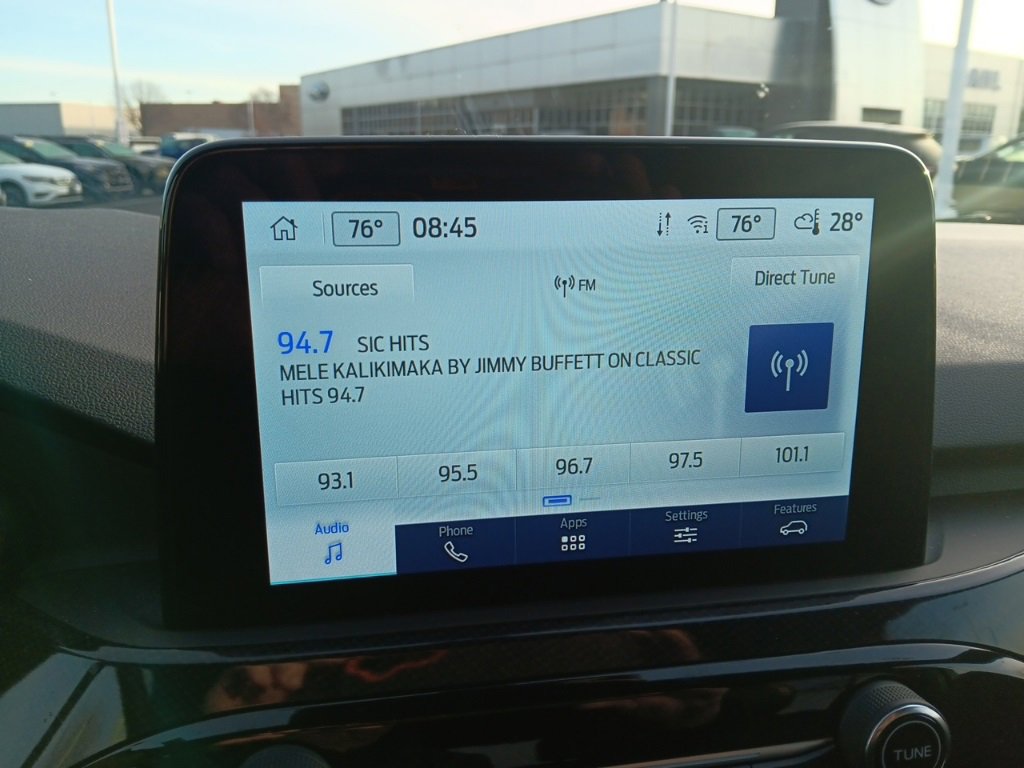 76° 08:45 76° 28°
Sources FM Direct Tune
94.7 SIC HITS
MELE KALIKIMAKA BY JIMMY BUFFETT ON CLASSIC
HITS 94.7
93.1 95.5 96.7 97.5 101.1
Audio Phone Apps Settings Features
TUNE